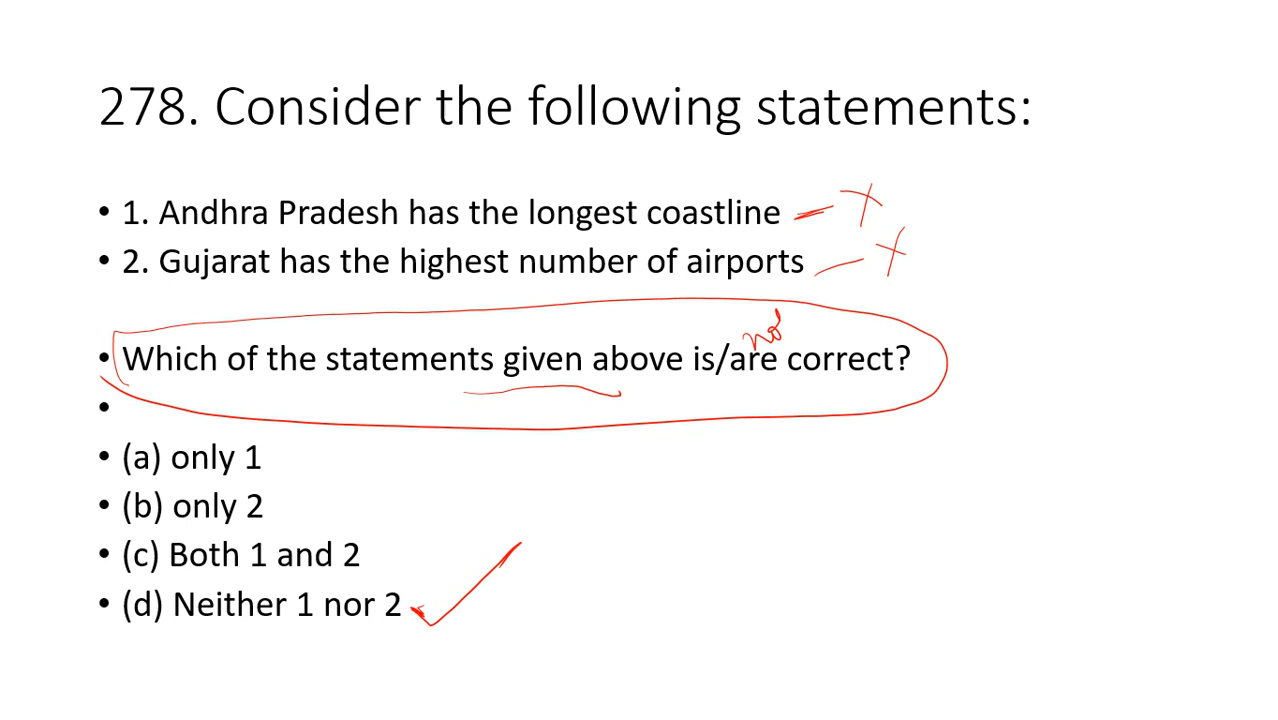 278. Consider the following statements:
• 1. Andhra Pradesh has the longest coastline - X
• 2. Gujarat has the highest number of airports - X
not
• Which of the statements given above is/are correct?
•
• (a) only 1
• (b) only 2
• (c) Both 1 and 2
• (d) Neither 1 nor 2 ✓